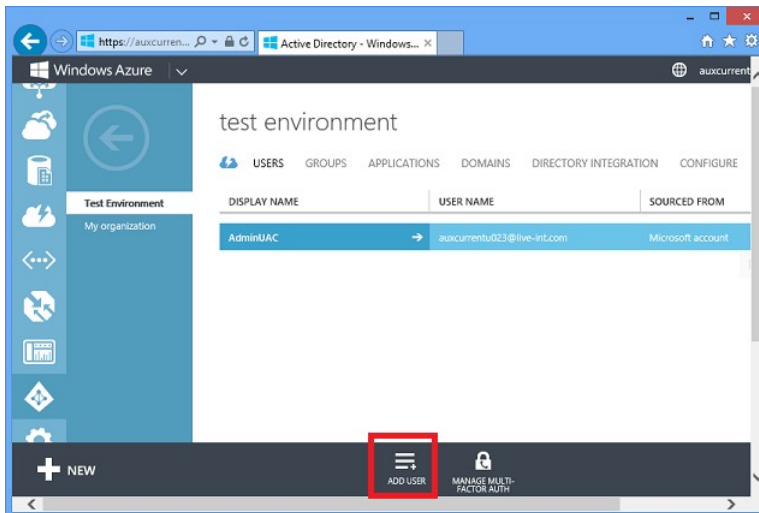 https://auxcurren...
Active Directory - Windows...
Windows Azure
auxcurrent
test environment
USERS GROUPS APPLICATIONS DOMAINS DIRECTORY INTEGRATION CONFIGURE
Test Environment
My organization
DISPLAY NAME USER NAME SOURCED FROM
AdminUAC auxcurrentu023@live-int.com Microsoft account
NEW
ADD USER
MANAGE MULTI-
FACTOR AUTH